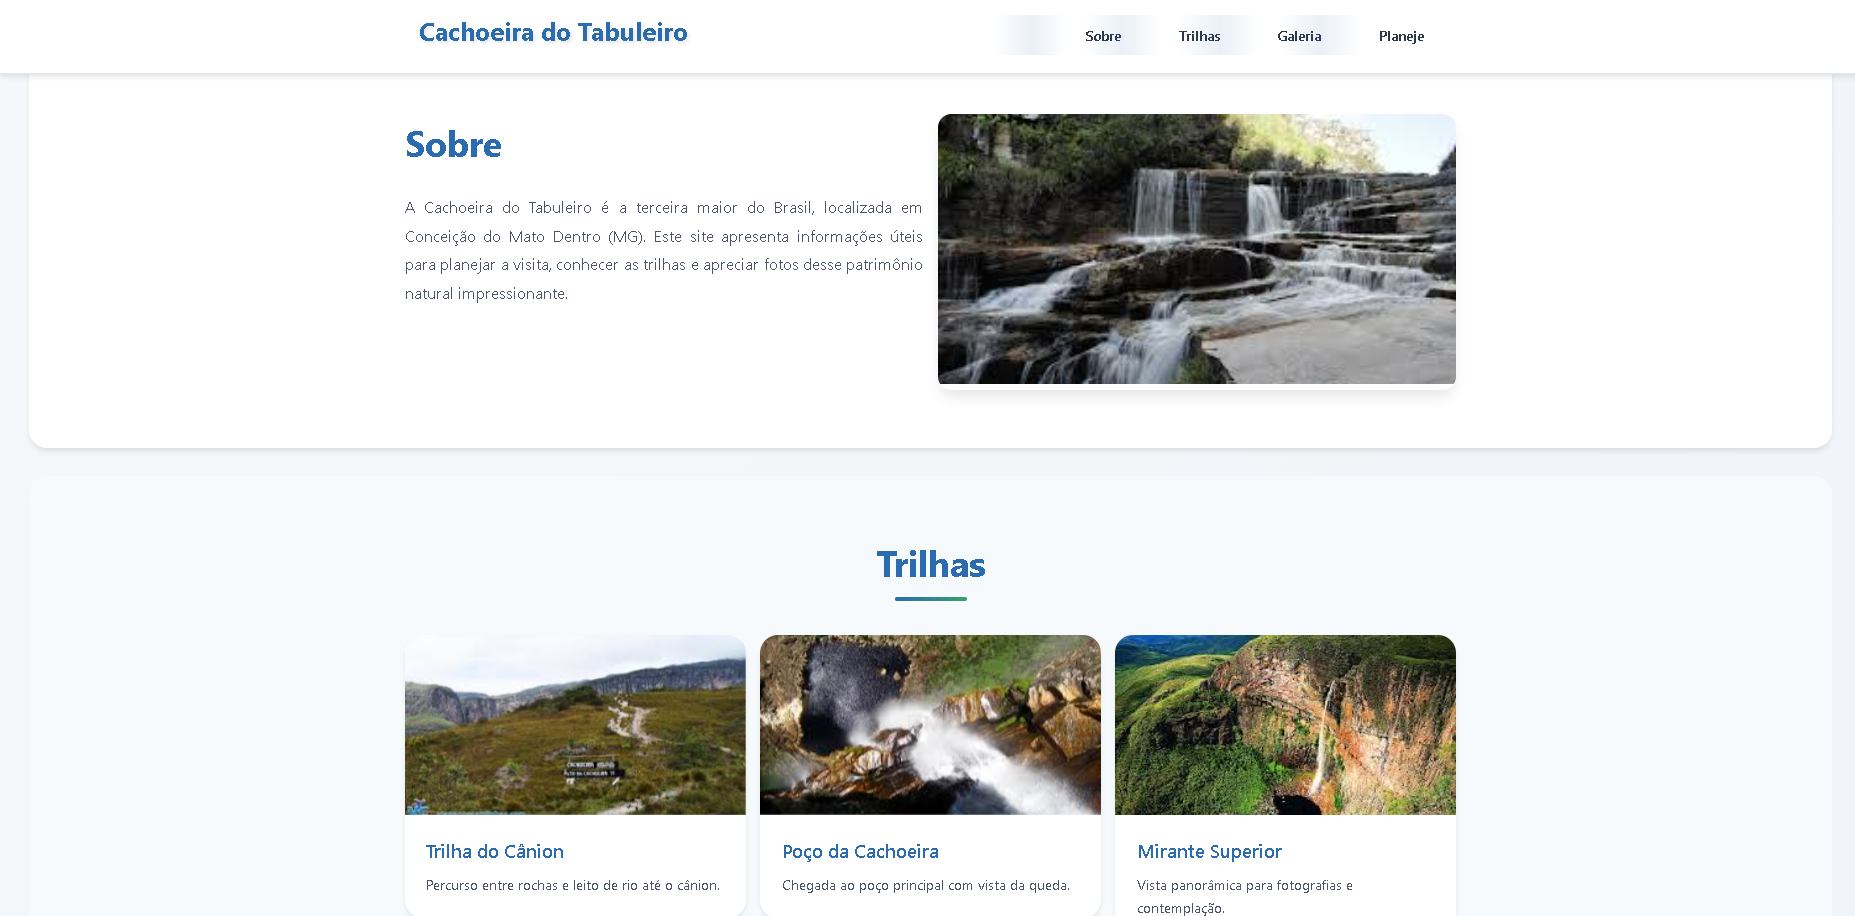 Cachoeira do Tabuleiro
Sobre
Trilhas
Galeria
Planeje
Sobre
A Cachoeira do Tabuleiro é a terceira maior do Brasil, localizada em
Conceição do Mato Dentro (MG). Este site apresenta informações úteis
para planejar a visita, conhecer as trilhas e apreciar fotos desse patrimônio
natural impressionante.
Trilhas
Trilha do Cânion
Percurso entre rochas e leito de rio até o cânion.
Poço da Cachoeira
Chegada ao poço principal com vista da queda.
Mirante Superior
Vista panorâmica para fotografias e
contemplação.